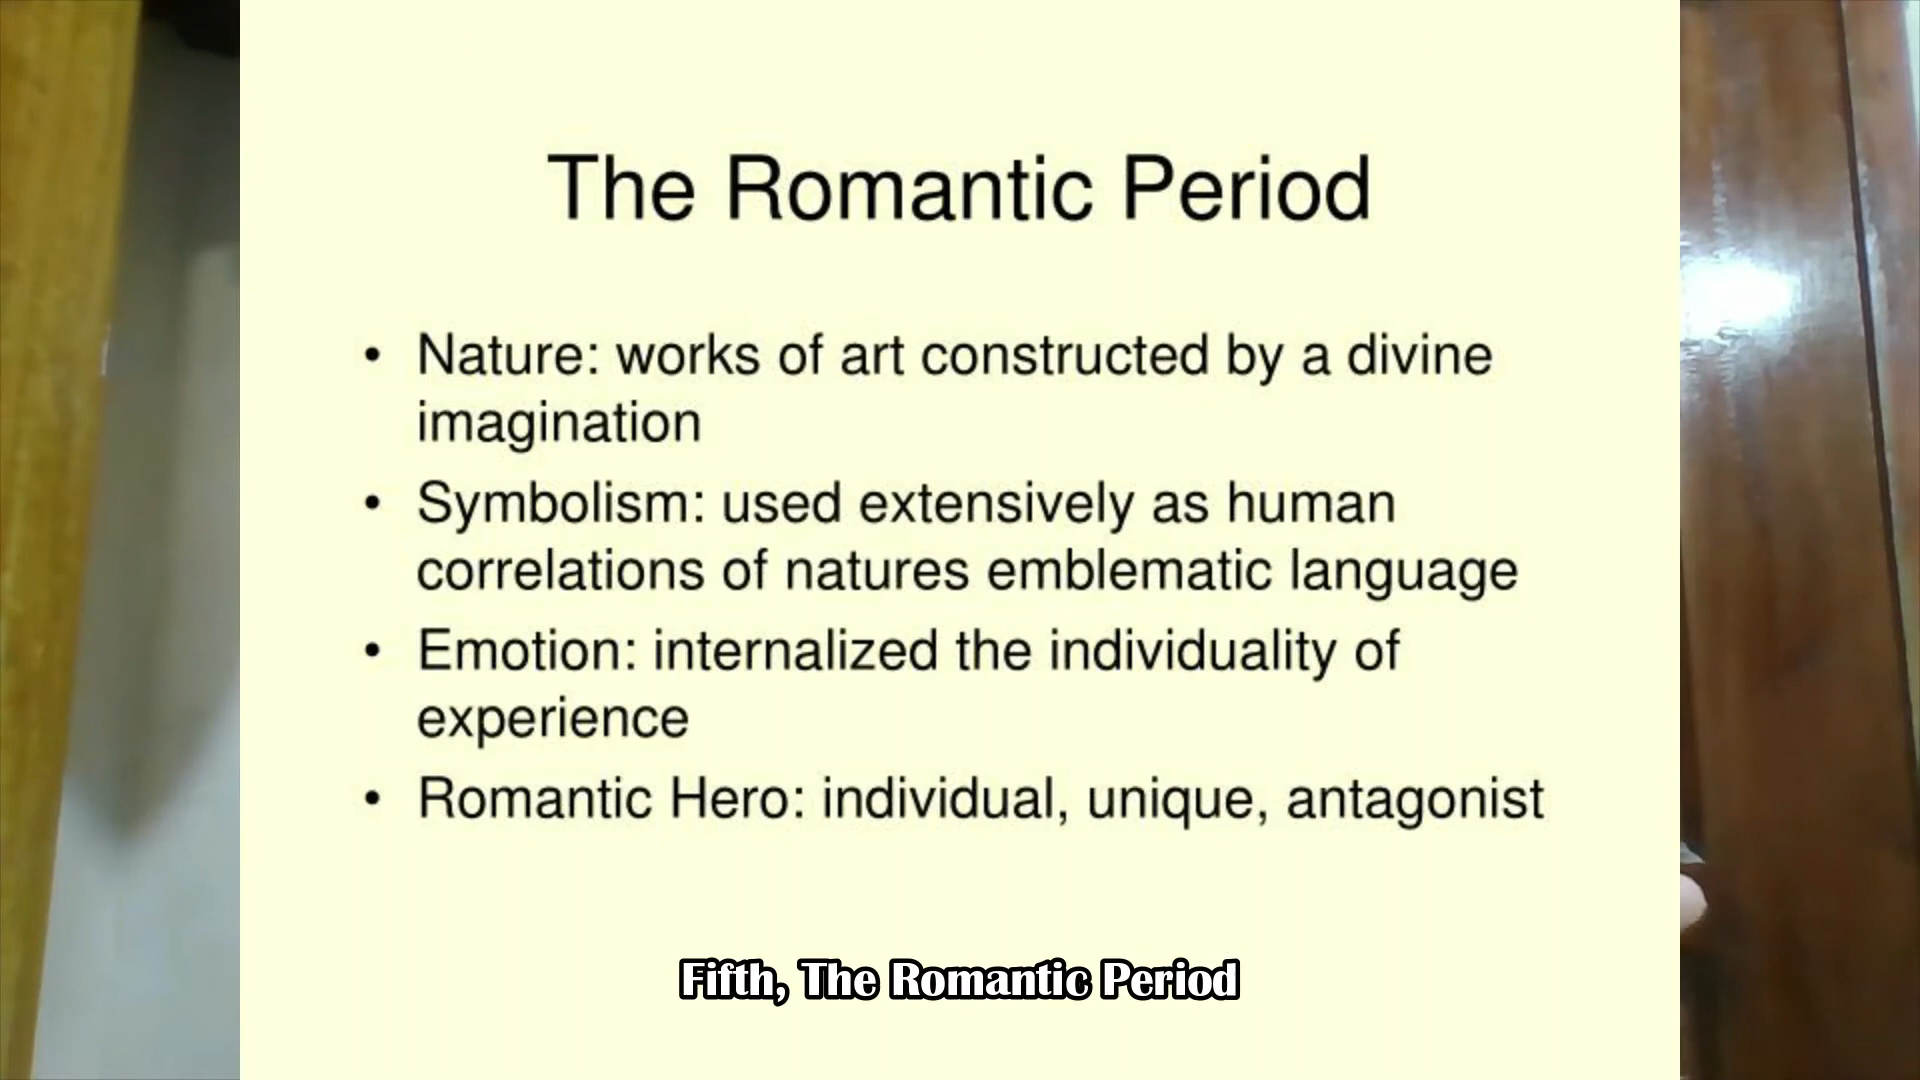 The Romantic Period
• Nature: works of art constructed by a divine
imagination
• Symbolism: used extensively as human
correlations of natures emblematic language
• Emotion: internalized the individuality of
experience
• Romantic Hero: individual, unique, antagonist
Fifth, The Romantic Period